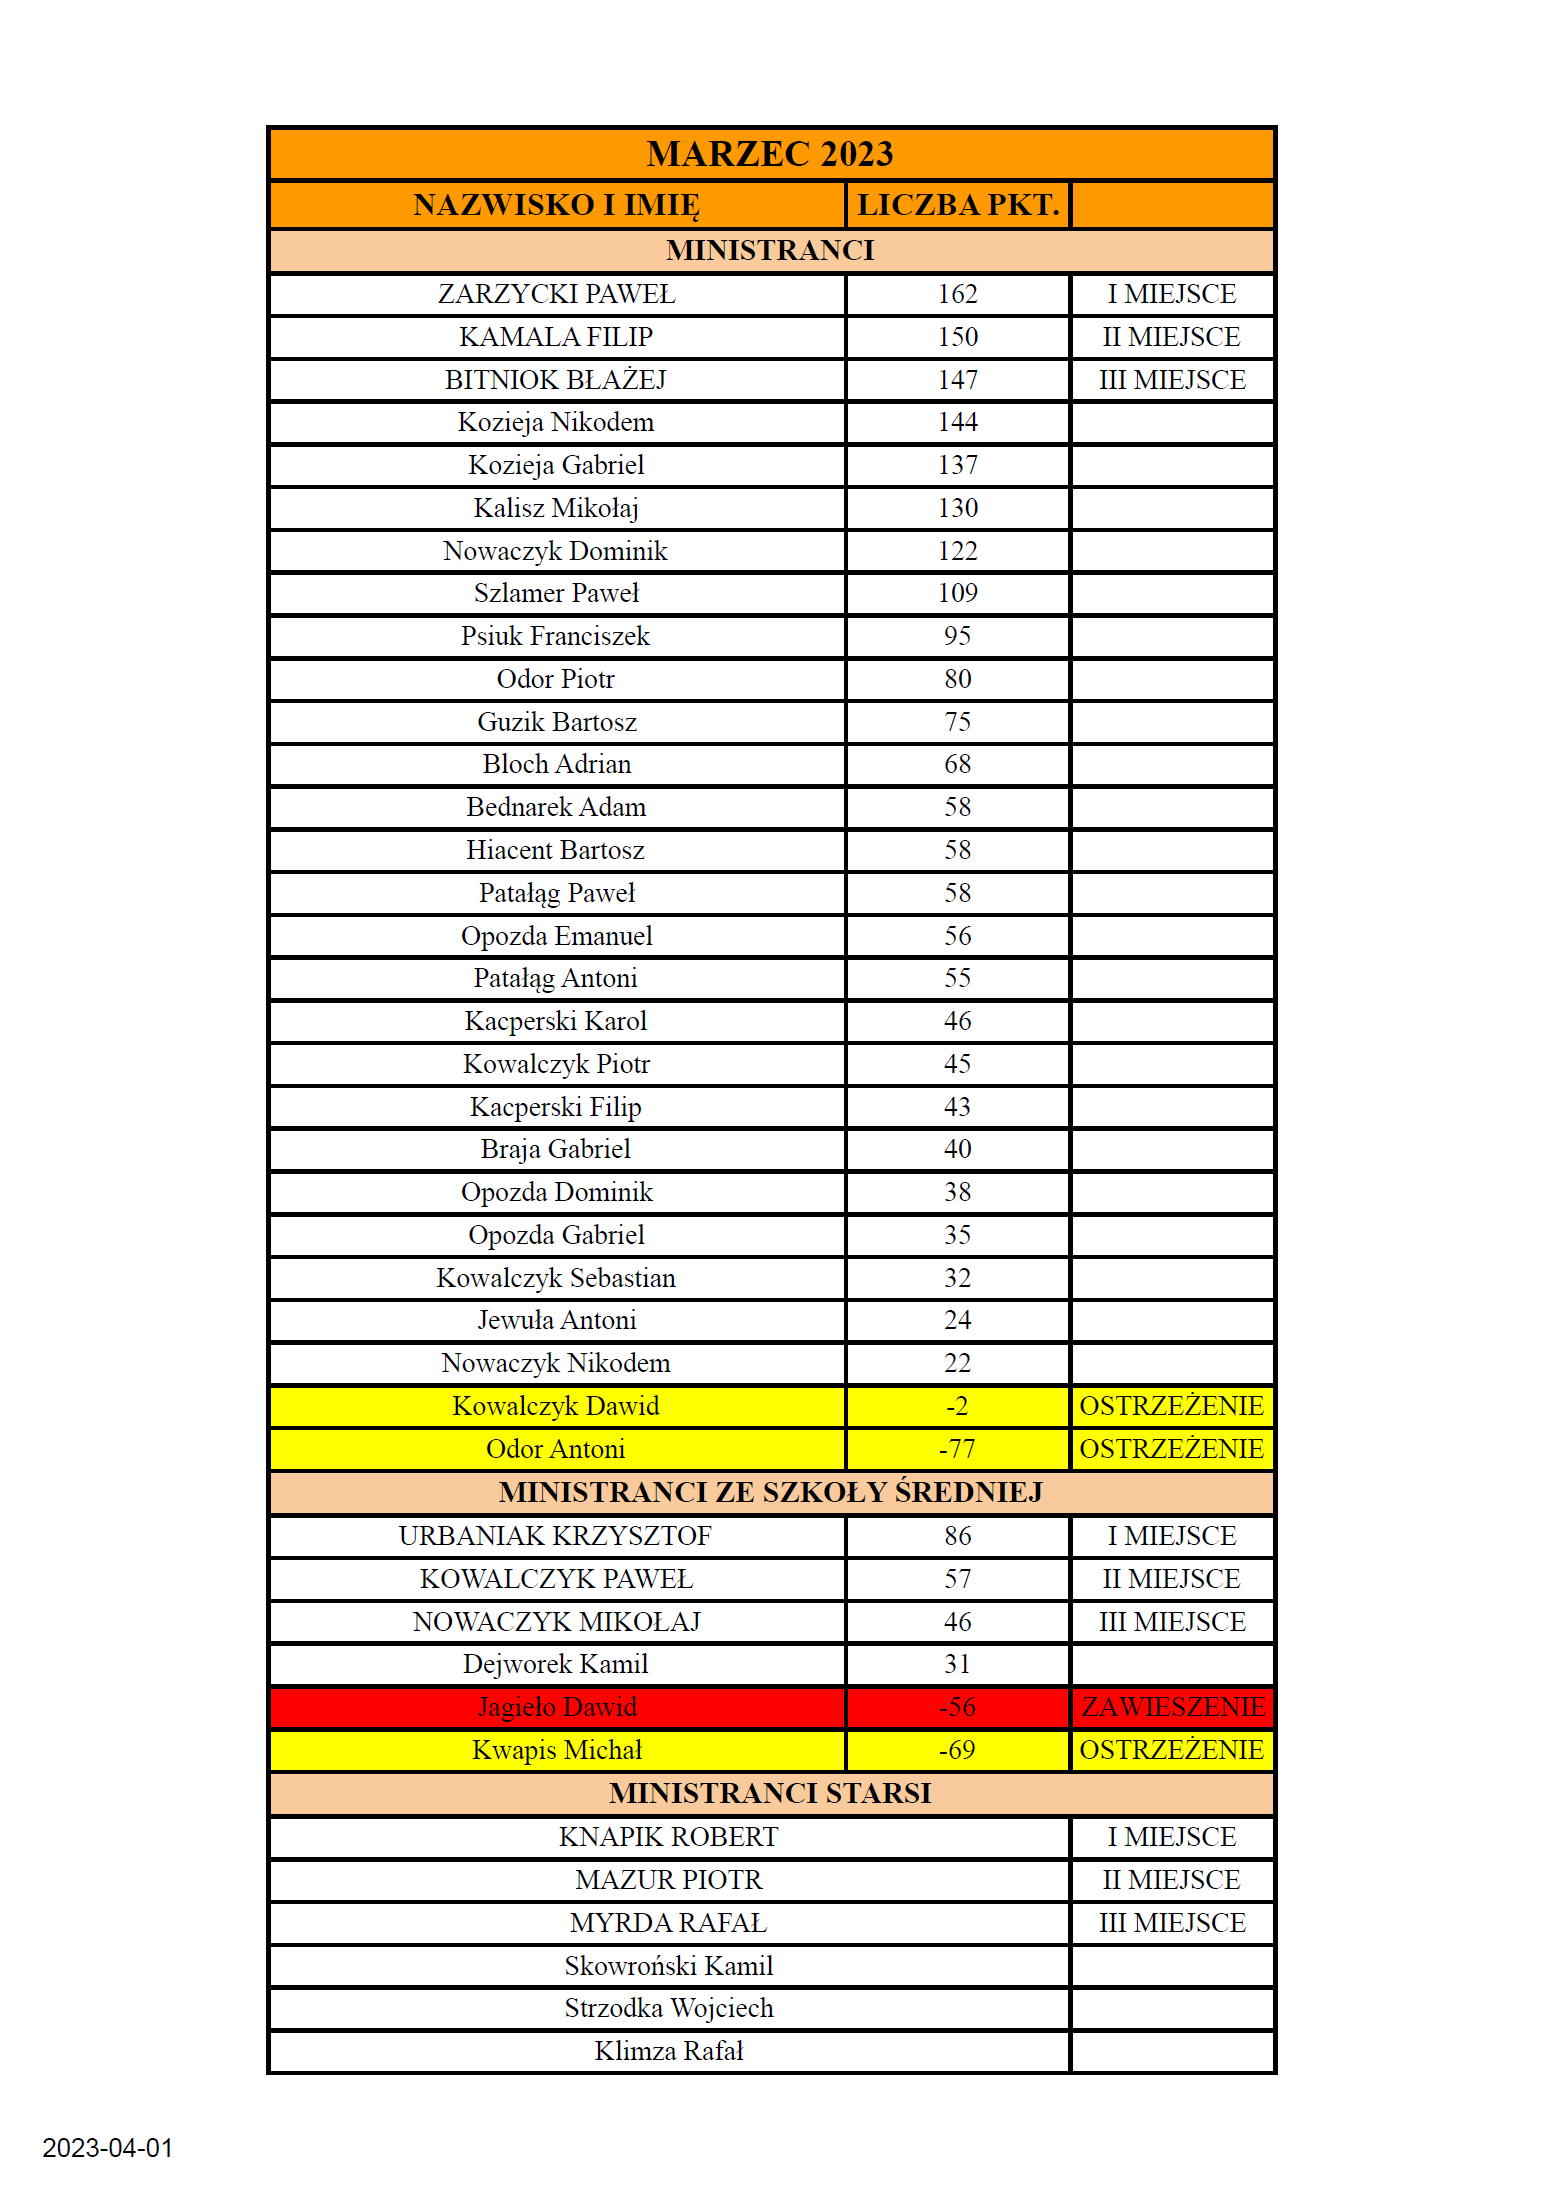 MARZEC 2023
NAZWISKO I IMIĘ LICZBA PKT.
MINISTRANCI
ZARZYCKI PAWEŁ 162 I MIEJSCE
KAMALA FILIP 150 II MIEJSCE
BITNIOK BŁAŻEJ 147 III MIEJSCE
Kozieja Nikodem 144
Kozieja Gabriel 137
Kalisz Mikołaj 130
Nowaczyk Dominik 122
Szlamer Paweł 109
Psiuk Franciszek 95
Odor Piotr 80
Guzik Bartosz 75
Bloch Adrian 68
Bednarek Adam 58
Hiacent Bartosz 58
Patałąg Paweł 58
Opozda Emanuel 56
Patałąg Antoni 55
Kacperski Karol 46
Kowalczyk Piotr 45
Kacperski Filip 43
Braja Gabriel 40
Opozda Dominik 38
Opozda Gabriel 35
Kowalczyk Sebastian 32
Jewuła Antoni 24
Nowaczyk Nikodem 22
Kowalczyk Dawid -2 OSTRZEŻENIE
Odor Antoni -77 OSTRZEŻENIE
MINISTRANCI ZE SZKOŁY ŚREDNIEJ
URBANIAK KRZYSZTOF 86 I MIEJSCE
KOWALCZYK PAWEŁ 57 II MIEJSCE
NOWACZYK MIKOŁAJ 46 III MIEJSCE
Dejworek Kamil 31
Jagieło Dawid -56 ZAWIESZENIE
Kwapis Michał -69 OSTRZEŻENIE
MINISTRANCI STARSI
KNAPIK ROBERT I MIEJSCE
MAZUR PIOTR II MIEJSCE
MYRDA RAFAŁ III MIEJSCE
Skowroński Kamil
Strzodka Wojciech
Klimza Rafał
2023-04-01